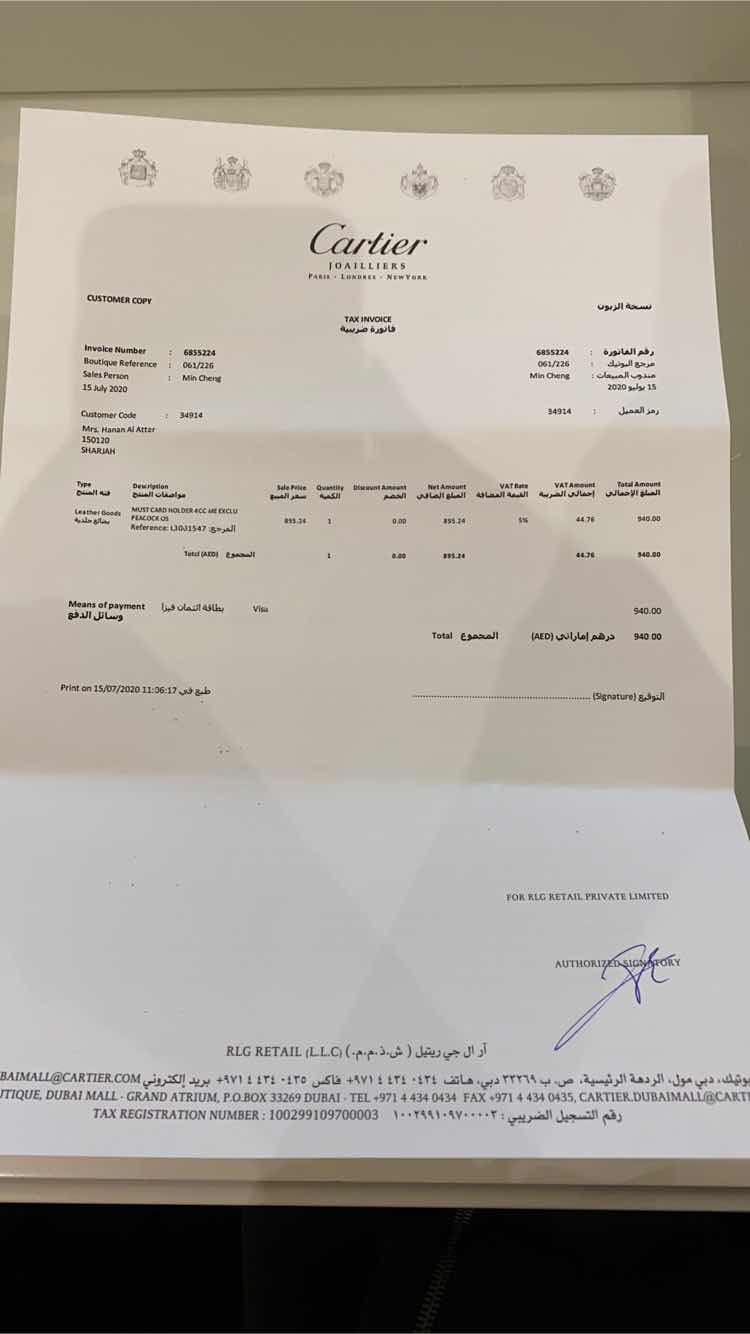 Cartier
JOAILLIERS
PARIS - LONDRES - NEWYORK
CUSTOMER COPY
نسخة الزبون
TAX INVOICE
فاتورة ضريبية
Invoice Number : 6855224
6855224 : رقم الفاتورة
Boutique Reference : 061/226
061/226 : مرجع البوتيك
Sales Person : Min Cheng
Min Cheng : مندوب المبيعات
15 July 2020
15 يوليو 2020
Customer Code : 34914
34914 : رمز العميل
Mrs. Hanan Al Atter
150120
SHARJAH
Type Description Sale Price Quantity Discount Amount Net Amount VAT Rate VAT Amount Total Amount
فئة المنتج مواصفات المنتج سعر المبيع الكمية الخصم المبلغ الصافي القيمة المضافة إجمالي الضريبة المبلغ الإجمالي
Leather Goods MUST CARD HOLDER 4CC ME EXCLU 895.24 1 0.00 895.24 5% 44.76 940.00
بضائع جلدية PEACOCK OS
Reference: L3001547 :المرجع
Total (AED) المجموع 1 0.00 895.24 44.76 940.00
Means of payment بطاقة ائتمان فيزا Visa 940.00
وسائل الدفع
Total المجموع (AED) درهم إماراتي 940.00
Print on 15/07/2020 11:06:17 طبع في
(Signature) التوقيع
FOR RLG RETAIL PRIVATE LIMITED
AUTHORIZED SIGNATORY
RLG RETAIL (L.L.C) (.آر ال جي ريتيل ( ش.ذ.م.م
بوتيك، دبي مول، الردهة الرئيسية، ص. ب ٣٣٢٦٩ دبي، هاتف ٠٤٣٤ ٤٣٤ ٤ ٩٧١+ فاكس ٠٤٣٥ ٤٣٤ ٤ ٩٧١+ بريد إلكتروني BAIMALL@CARTIER.COM
UTIQUE, DUBAI MALL - GRAND ATRIUM, P.O.BOX 33269 DUBAI - TEL +971 4 434 0434 FAX +971 4 434 0435, CARTIER.DUBAIMALL@CART
TAX REGISTRATION NUMBER : 100299109700003 رقم التسجيل الضريبي : ١٠٠٢٩٩١٠٩٧٠٠٠٠٣